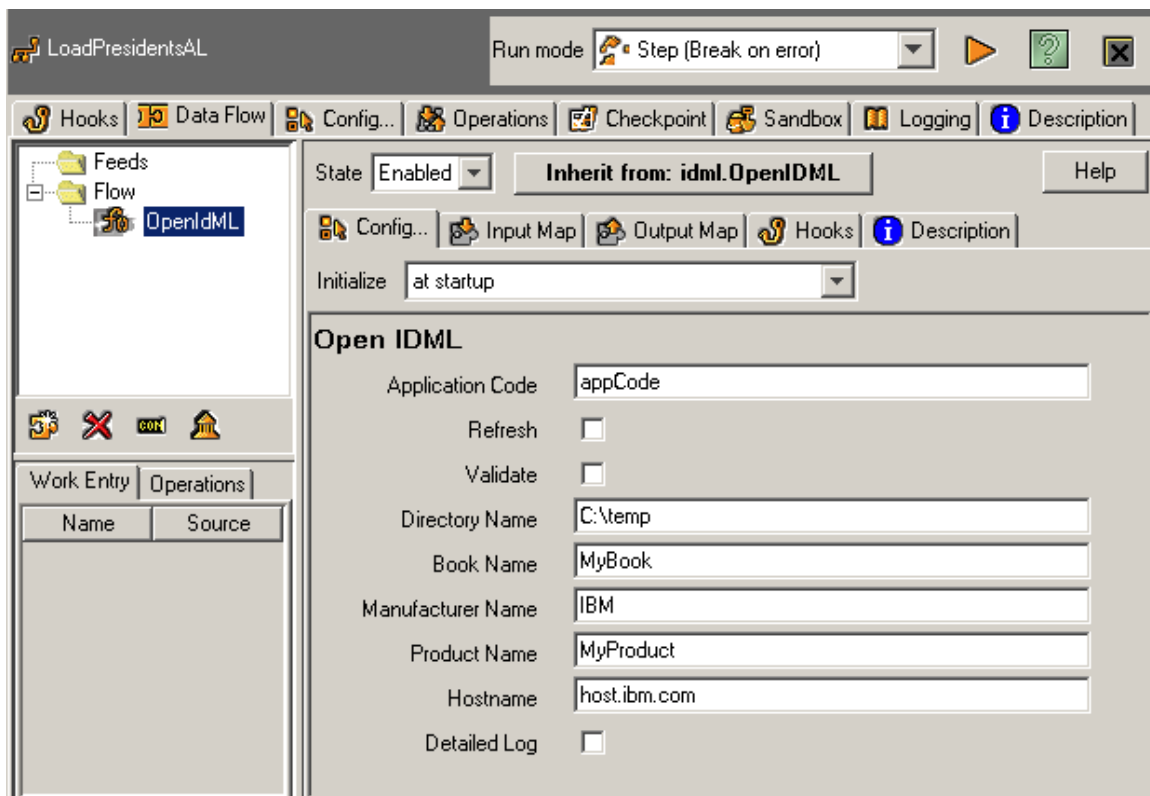 LoadPresidentsAL
Run mode Step (Break on error)
Hooks Data Flow Config... Operations Checkpoint Sandbox Logging Description
Feeds
Flow
OpenIdML
State Enabled Inherit from: idml.OpenIDML Help
Config... Input Map Output Map Hooks Description
Initialize at startup
Open IDML
Application Code appCode
Refresh
Validate
Directory Name C:\temp
Book Name MyBook
Manufacturer Name IBM
Product Name MyProduct
Hostname host.ibm.com
Detailed Log
Work Entry Operations
Name Source